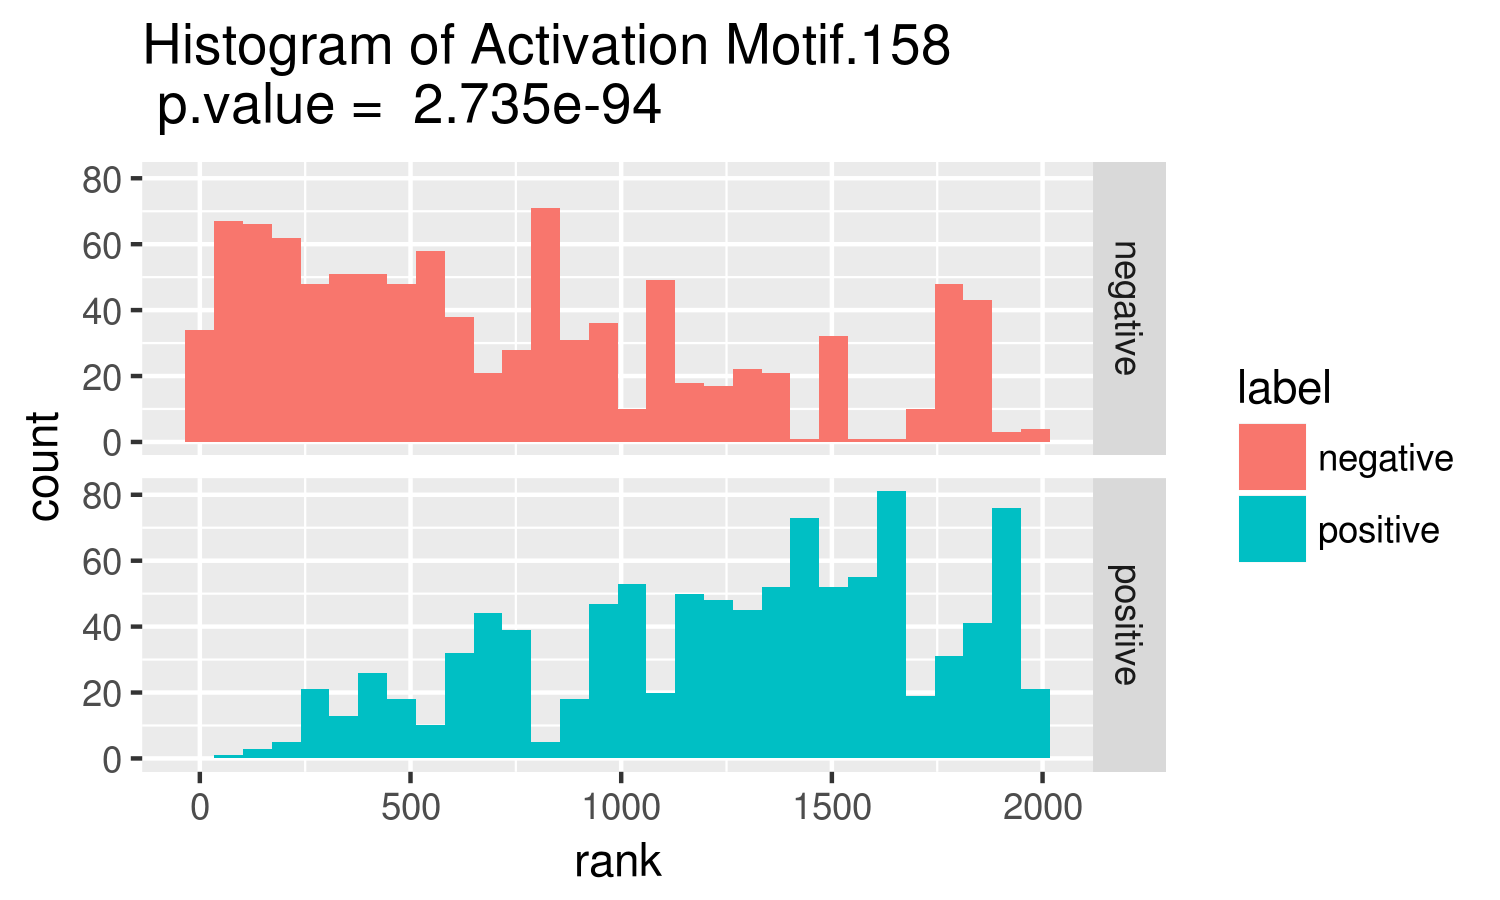 Histogram of Activation Motif.158
p.value = 2.735e-94
80
60
40
20
0
negative
80
60
40
20
0
positive
count
0 500 1000 1500 2000
rank
label
negative
positive